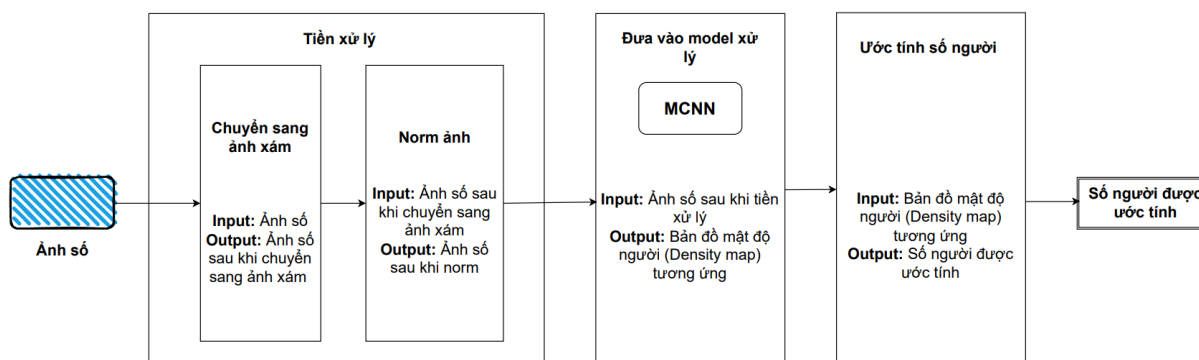 Ảnh số
Tiền xử lý
Chuyển sang
ảnh xám
Input: Ảnh số
Output: Ảnh số
sau khi chuyển
sang ảnh xám
Norm ảnh
Input: Ảnh số sau
khi chuyển sang
ảnh xám
Output: Ảnh số
sau khi norm
Đưa vào model xử
lý
MCNN
Input: Ảnh số sau khi tiền
xử lý
Output: Bản đồ mật độ
người (Density map)
tương ứng
Ước tính số người
Input: Bản đồ mật độ
người (Density map)
tương ứng
Output: Số người được
ước tính
Số người được
ước tính